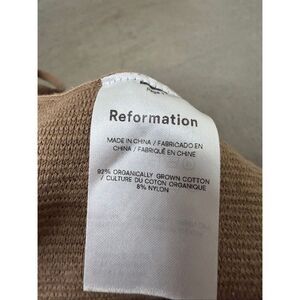 Reformation
MADE IN CHINA / FABRICADO EN
CHINA / FABRIQUÉ EN CHINE
92% ORGANICALLY GROWN COTTON
/ CULTURE DU COTON ORGANIQUE
8% NYLON